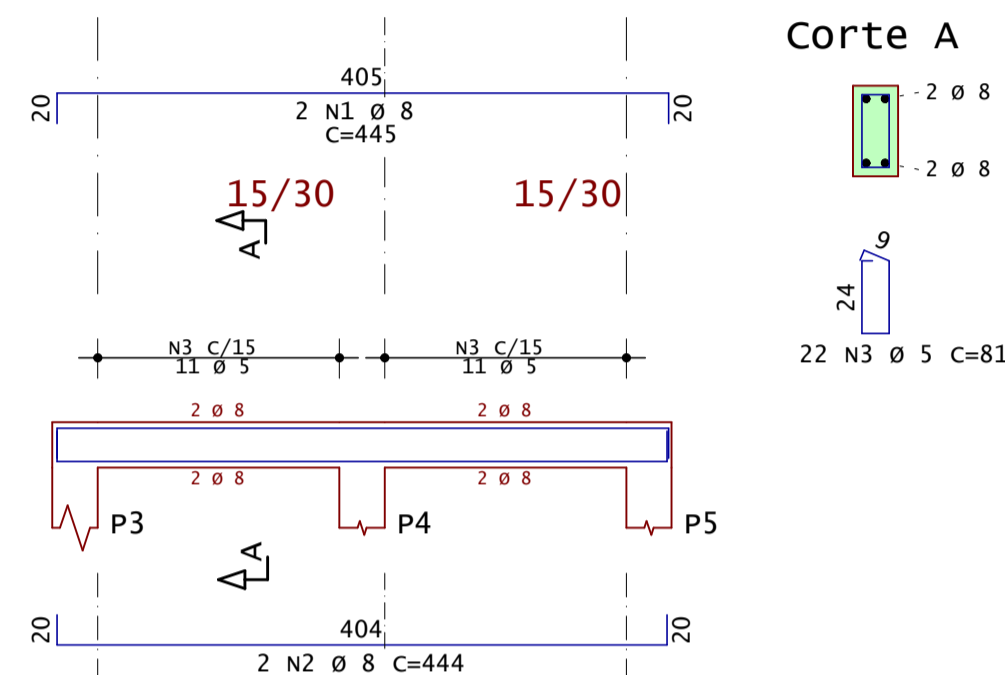 Corte A
405
20
20
2 N1 Ø 8
C=445
2 Ø 8
2 Ø 8
15/30
15/30
A
9
24
22 N3 Ø 5 C=81
N3 C/15
11 Ø 5
N3 C/15
11 Ø 5
2 Ø 8
2 Ø 8
2 Ø 8
2 Ø 8
P3
P4
P5
A
20
404
20
2 N2 Ø 8 C=444